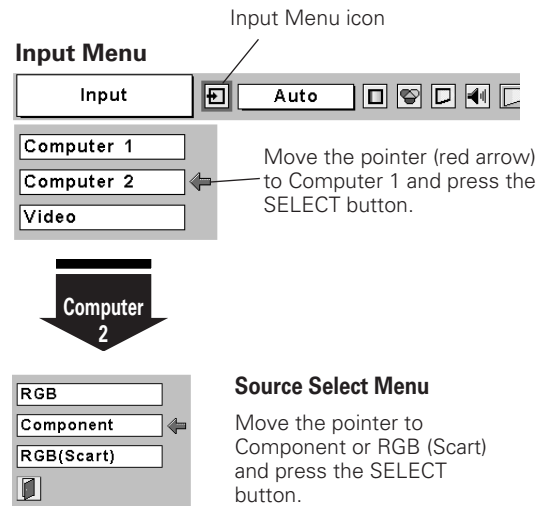 Input Menu icon
Input Menu
Input
Auto
Computer 1
Computer 2
Video
Move the pointer (red arrow)
to Computer 1 and press the
SELECT button.
Computer
2
RGB
Component
RGB(Scart)
Source Select Menu
Move the pointer to
Component or RGB (Scart)
and press the SELECT
button.